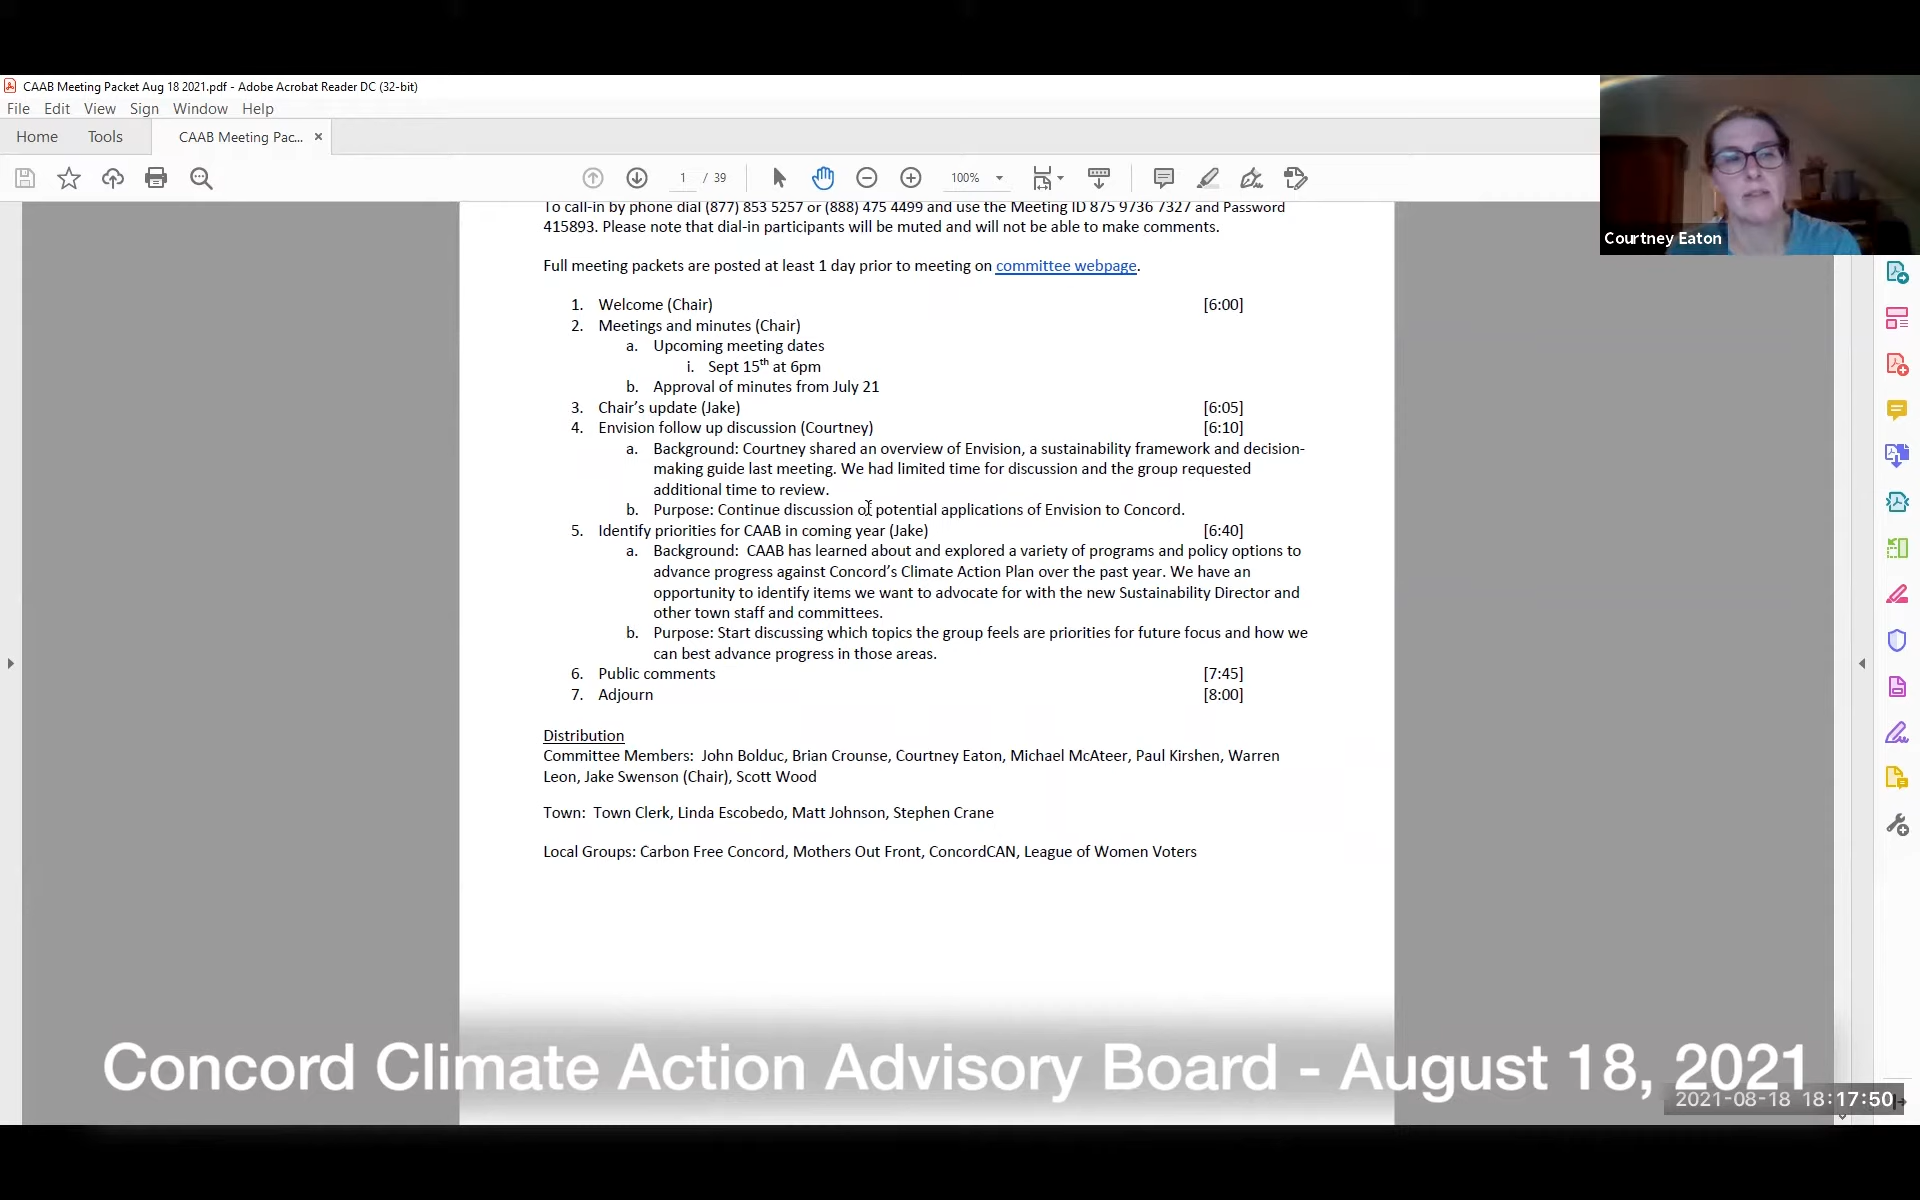 CAAB Meeting Packet Aug 18 2021.pdf - Adobe Acrobat Reader DC (32-bit)
File Edit View Sign Window Help
Home Tools CAAB Meeting Pac... ×
1 / 39 100%
To call-in by phone dial (877) 853 5257 or (888) 475 4499 and use the Meeting ID 875 9736 7327 and Password
415893. Please note that dial-in participants will be muted and will not be able to make comments.
Courtney Eaton
Full meeting packets are posted at least 1 day prior to meeting on committee webpage.
1. Welcome (Chair) [6:00]
2. Meetings and minutes (Chair)
a. Upcoming meeting dates
i. Sept 15th at 6pm
b. Approval of minutes from July 21
3. Chair’s update (Jake) [6:05]
4. Envision follow up discussion (Courtney) [6:10]
a. Background: Courtney shared an overview of Envision, a sustainability framework and decision-
making guide last meeting. We had limited time for discussion and the group requested
additional time to review.
b. Purpose: Continue discussion of potential applications of Envision to Concord.
5. Identify priorities for CAAB in coming year (Jake) [6:40]
a. Background: CAAB has learned about and explored a variety of programs and policy options to
advance progress against Concord’s Climate Action Plan over the past year. We have an
opportunity to identify items we want to advocate for with the new Sustainability Director and
other town staff and committees.
b. Purpose: Start discussing which topics the group feels are priorities for future focus and how we
can best advance progress in those areas.
6. Public comments [7:45]
7. Adjourn [8:00]
Distribution
Committee Members: John Bolduc, Brian Crounse, Courtney Eaton, Michael McAteer, Paul Kirshen, Warren
Leon, Jake Swenson (Chair), Scott Wood
Town: Town Clerk, Linda Escobedo, Matt Johnson, Stephen Crane
Local Groups: Carbon Free Concord, Mothers Out Front, ConcordCAN, League of Women Voters
Concord Climate Action Advisory Board - August 18, 2021
2021-08-18 18:17:50